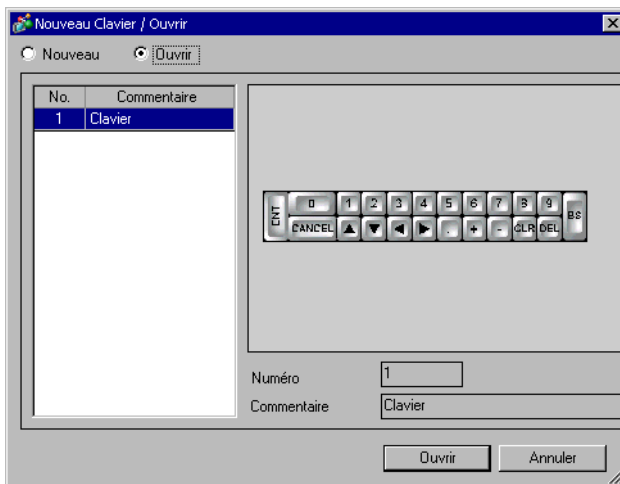 Nouveau Clavier / Ouvrir
Nouveau Ouvrir
No. Commentaire
1 Clavier
ENT 0 1 2 3 4 5 6 7 8 9 BS
CANCEL . + - CLR DEL
Numéro 1
Commentaire Clavier
Ouvrir Annuler